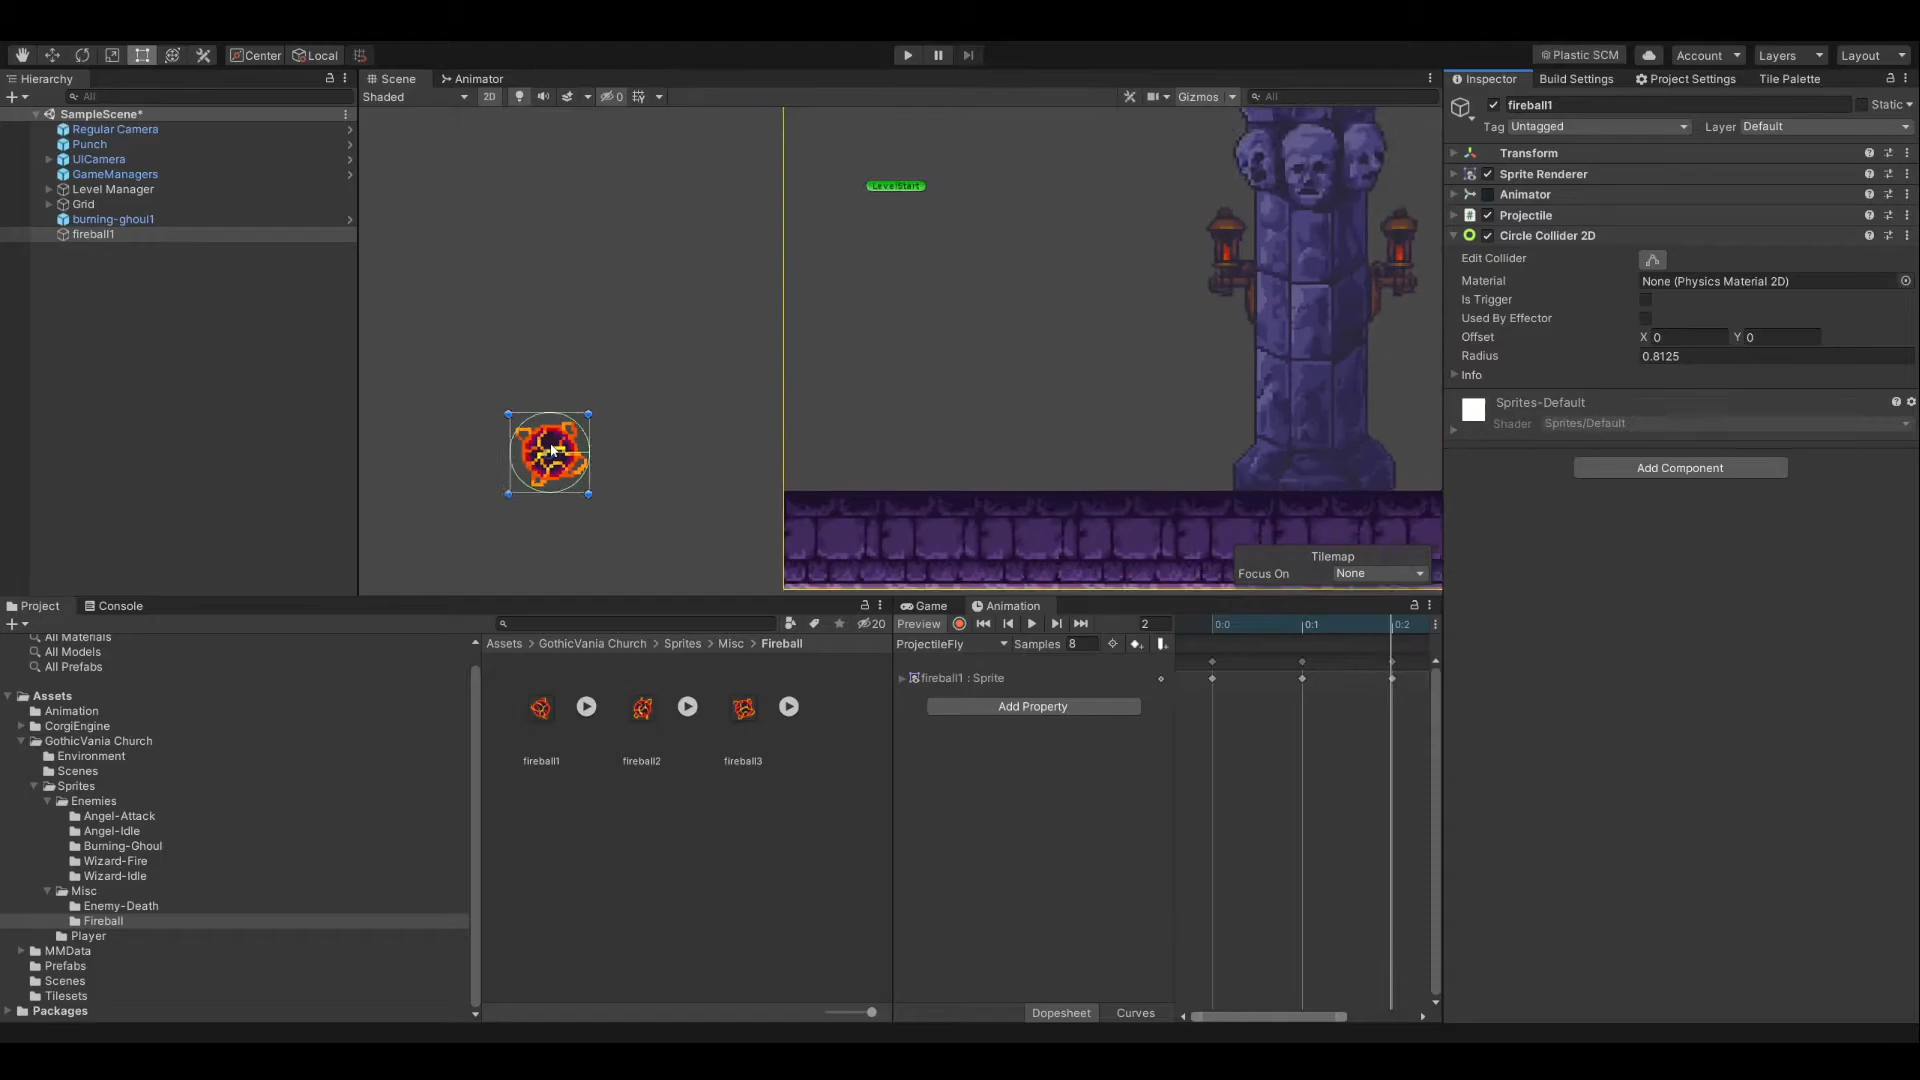 Center
Local
Plastic SCM
Account
Layers
Layout
Hierarchy
Scene
Animator
Inspector
Build Settings
Project Settings
Tile Palette
All
Shaded
2D
0
Gizmos
All
fireball1
Static
SampleScene*
Tag Untagged
Layer Default
Regular Camera
Punch
UICamera
GameManagers
Level Manager
Grid
burning-ghoul1
fireball1
LevelStart
Transform
Sprite Renderer
Animator
Projectile
Circle Collider 2D
Edit Collider
Material None (Physics Material 2D)
Is Trigger
Used By Effector
Offset X 0 Y 0
Radius 0.8125
Info
Sprites-Default
Shader Sprites/Default
Add Component
Tilemap
Focus On None
Project
Console
20
All Materials
All Models
All Prefabs
Assets
Animation
CorgiEngine
GothicVania Church
Environment
Scenes
Sprites
Enemies
Angel-Attack
Angel-Idle
Burning-Ghoul
Wizard-Fire
Wizard-Idle
Misc
Enemy-Death
Fireball
Player
MMData
Prefabs
Scenes
Tilesets
Packages
Assets > GothicVania Church > Sprites > Misc > Fireball
fireball1
fireball2
fireball3
Game
Animation
Preview
2
0:0
0:1
0:2
ProjectileFly
Samples 8
fireball1 : Sprite
Add Property
Dopesheet
Curves